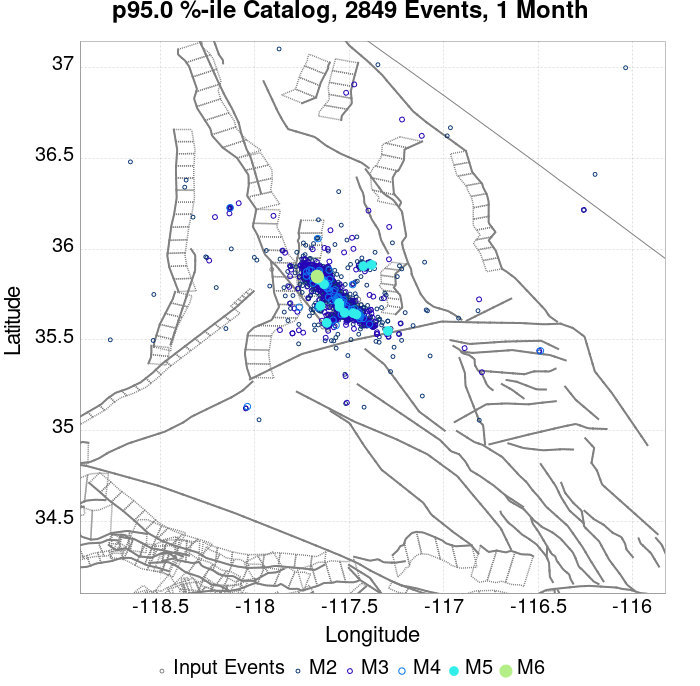 p95.0 %-ile Catalog, 2849 Events, 1 Month
37
36.5
36
35.5
35
34.5
Latitude
-118.5 -118 -117.5 -117 -116.5 -116
Longitude
Input Events M2 M3 M4 M5 M6